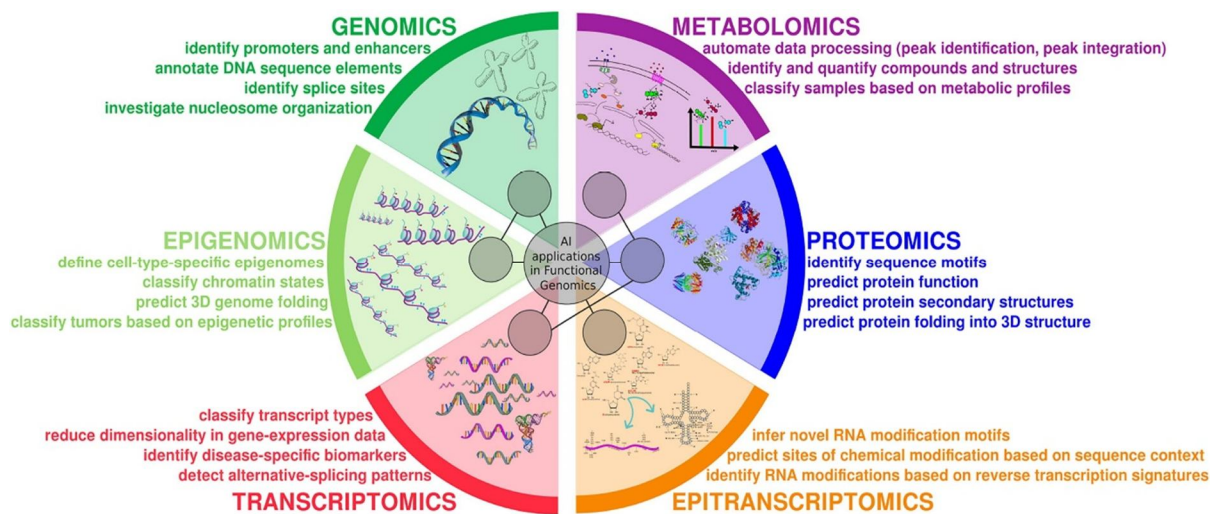 GENOMICS
identify promoters and enhancers
annotate DNA sequence elements
identify splice sites
investigate nucleosome organization
METABOLOMICS
automate data processing (peak identification, peak integration)
identify and quantify compounds and structures
classify samples based on metabolic profiles
EPIGENOMICS
define cell-type-specific epigenomes
classify chromatin states
predict 3D genome folding
classify tumors based on epigenetic profiles
AI
applications
in Functional
Genomics
PROTEOMICS
identify sequence motifs
predict protein function
predict protein secondary structures
predict protein folding into 3D structure
classify transcript types
reduce dimensionality in gene-expression data
identify disease-specific biomarkers
detect alternative-splicing patterns
TRANSCRIPTOMICS
infer novel RNA modification motifs
predict sites of chemical modification based on sequence context
identify RNA modifications based on reverse transcription signatures
EPITRANSCRIPTOMICS